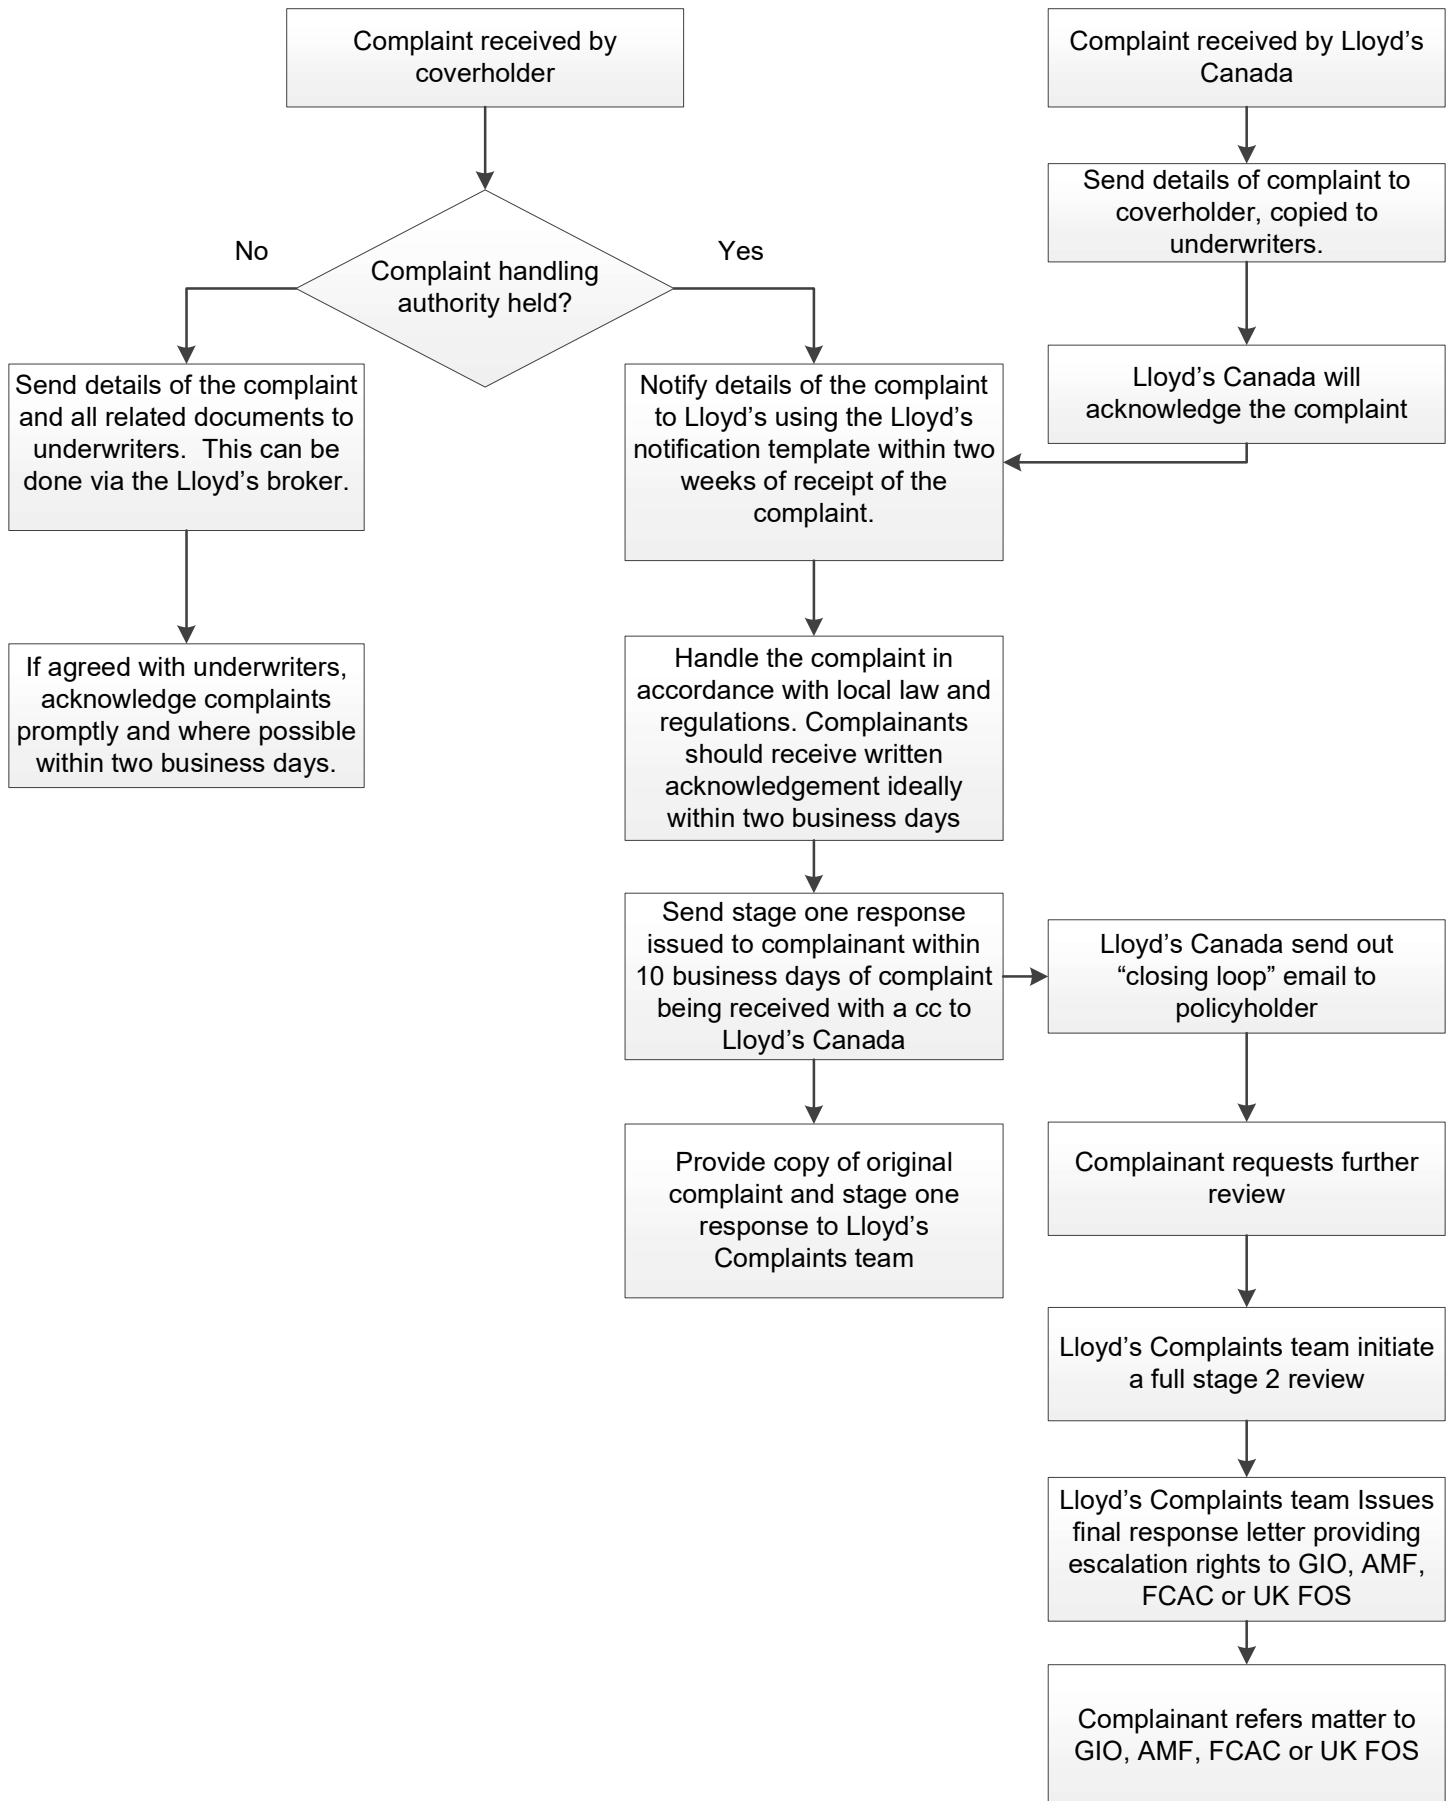 Complaint received by
coverholder
Complaint received by Lloyd’s
Canada
Send details of complaint to
coverholder, copied to
underwriters.
No
Yes
Complaint handling
authority held?
Send details of the complaint
and all related documents to
underwriters.  This can be
done via the Lloyd’s broker.
Notify details of the complaint
to Lloyd’s using the Lloyd’s
notification template within two
weeks of receipt of the
complaint.
Lloyd’s Canada will
acknowledge the complaint
If agreed with underwriters,
acknowledge complaints
promptly and where possible
within two business days.
Handle the complaint in
accordance with local law and
regulations. Complainants
should receive written
acknowledgement ideally
within two business days
Send stage one response
issued to complainant within
10 business days of complaint
being received with a cc to
Lloyd’s Canada
Lloyd’s Canada send out
“closing loop” email to
policyholder
Provide copy of original
complaint and stage one
response to Lloyd’s
Complaints team
Complainant requests further
review
Lloyd’s Complaints team initiate
a full stage 2 review
Lloyd’s Complaints team Issues
final response letter providing
escalation rights to GIO, AMF,
FCAC or UK FOS
Complainant refers matter to
GIO, AMF, FCAC or UK FOS